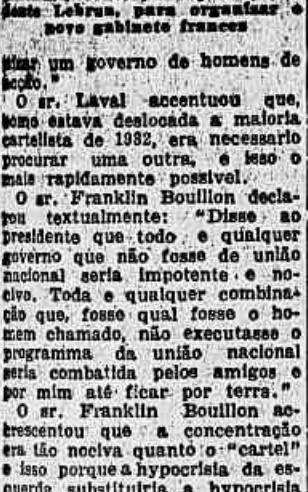 deste Lebrun, para organisar o
novo gabinete frances
um governo de homens de
acção."
O sr. Laval accentuou que
como estava deslocada a maioria
cartelista de 1932, era necessario
procurar uma outra, e isso o
mais rapidamente possivel.
O sr. Franklin Bouillon decla-
rou textualmente: "Disse ao
presidente que todo e qualquer
governo que não fosse de união
nacional seria impotente e no-
civo. Toda e qualquer combina-
ção que, fosse qual fosse o ho-
mem chamado, não executasse o
programma da união nacional
seria combatida pelos amigos e
por mim até ficar por terra."
O sr. Franklin Bouillon ac-
crescentou que a concentração
era tão nociva quanto o "cartel"
e isso porque a hypocrisia da es-
querda substituiria a hypocrisia